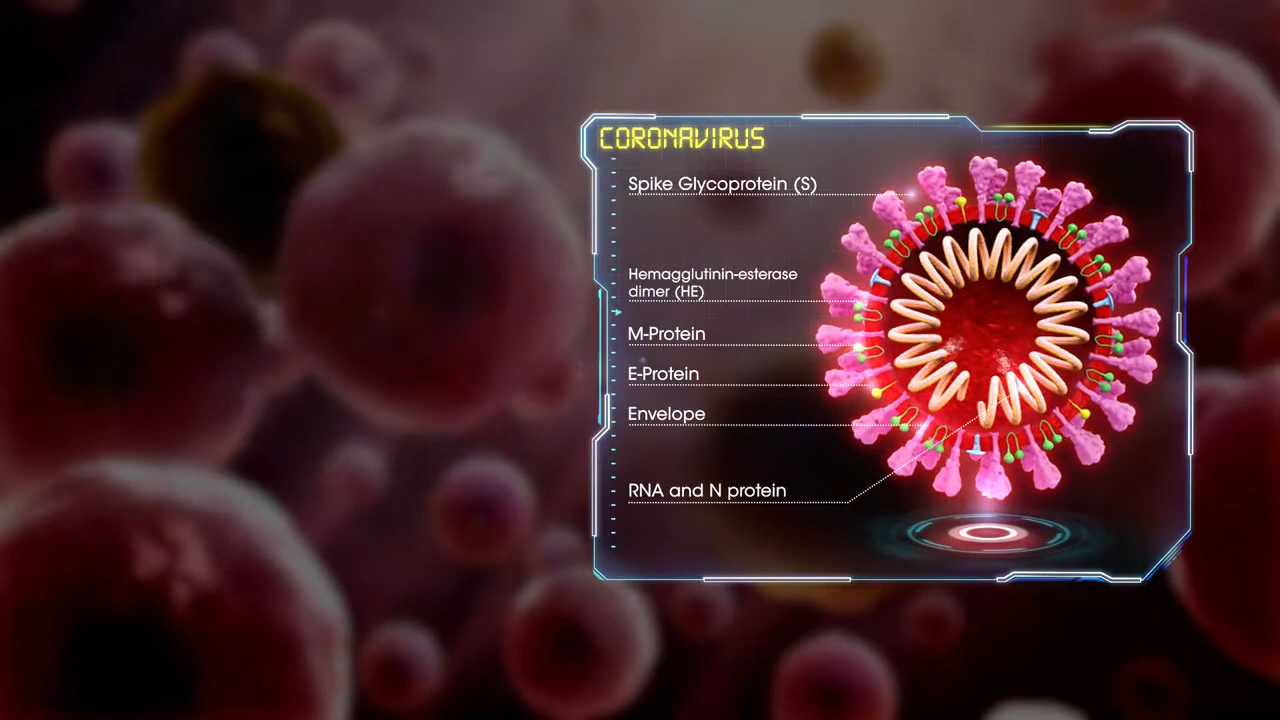 CORONAVIRUS
Spike Glycoprotein (S)
Hemagglutinin-esterase
dimer (HE)
M-Protein
E-Protein
Envelope
RNA and N protein